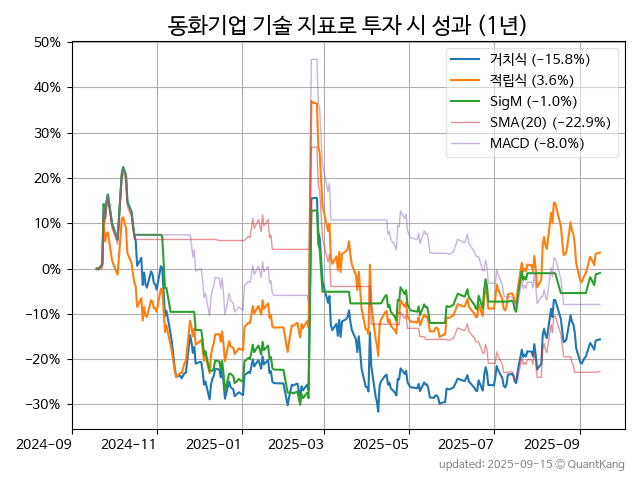 동화기업 기술 지표로 투자 시 성과 (1년)
거치식 (−15.8%)
적립식 (3.6%)
SigM (−1.0%)
SMA(20) (−22.9%)
MACD (−8.0%)
50%
40%
30%
20%
10%
0%
−10%
−20%
−30%
2024-09 2024-11 2025-01 2025-03 2025-05 2025-07 2025-09
updated: 2025-09-15 © QuantKang